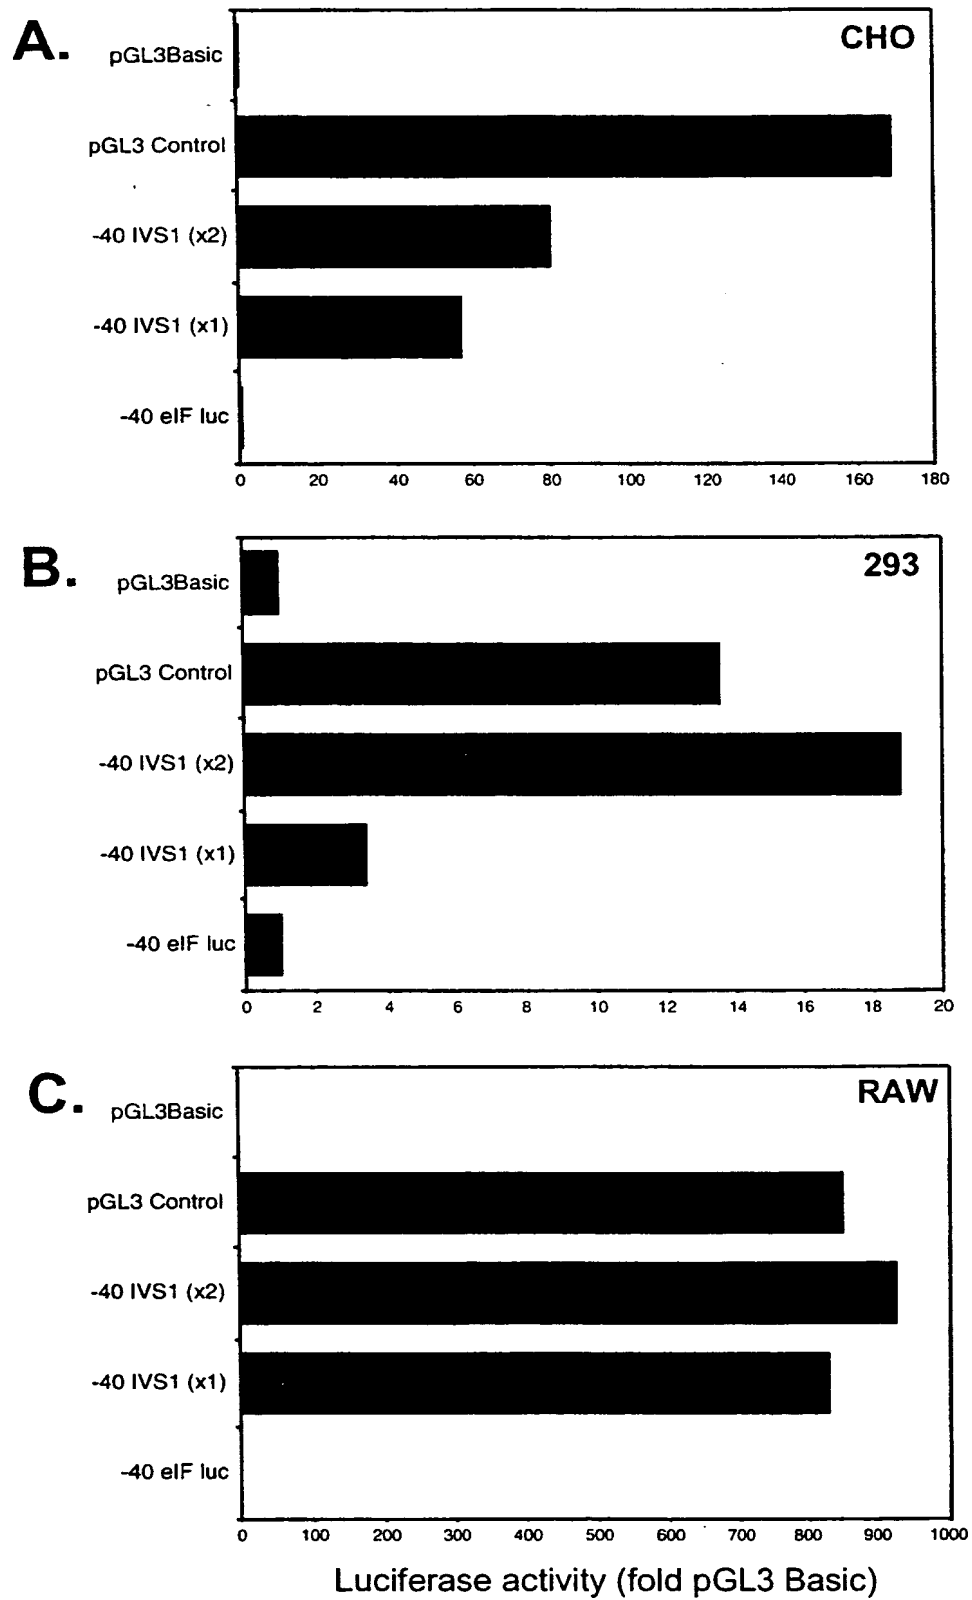 A.
CHO
pGL3Basic
pGL3 Control
-40 IVS1 (x2)
-40 IVS1 (x1)
-40 eIF luc
0 20 40 60 80 100 120 140 160 180
B.
293
pGL3Basic
pGL3 Control
-40 IVS1 (x2)
-40 IVS1 (x1)
-40 eIF luc
0 2 4 6 8 10 12 14 16 18 20
C.
RAW
pGL3Basic
pGL3 Control
-40 IVS1 (x2)
-40 IVS1 (x1)
-40 eIF luc
0 100 200 300 400 500 600 700 800 900 1000
Luciferase activity (fold pGL3 Basic)